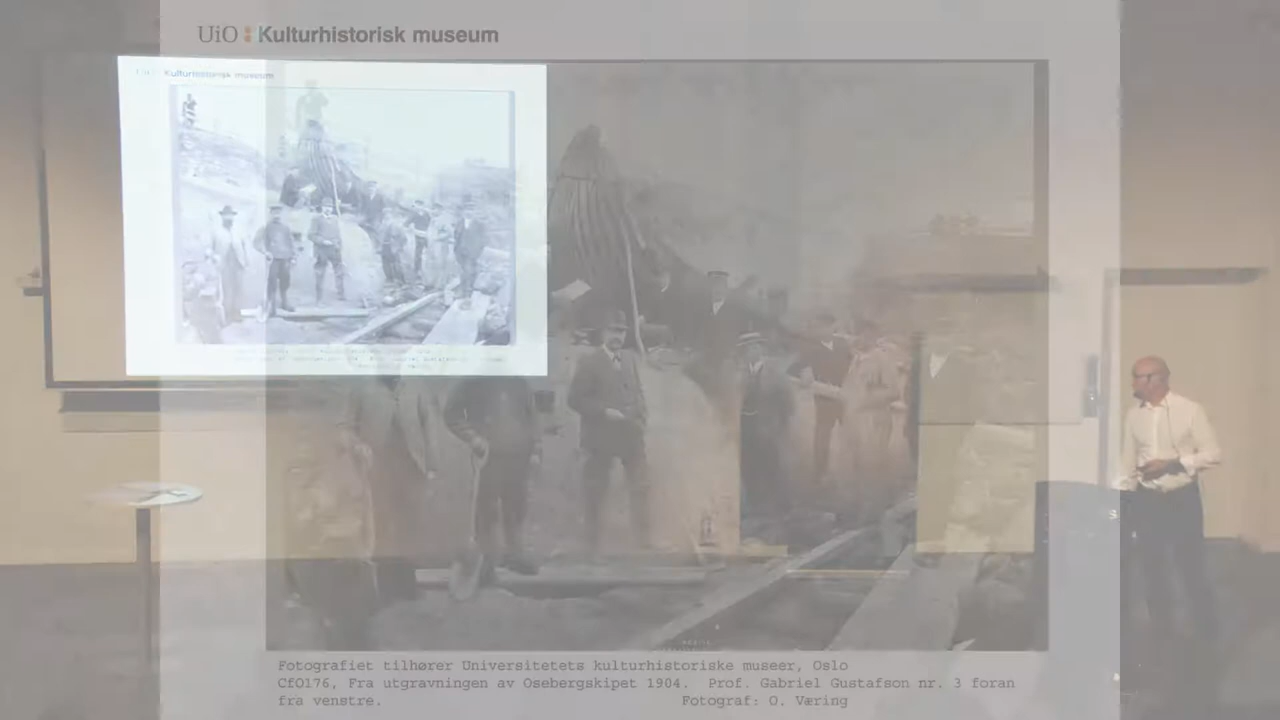 UiO : Kulturhistorisk museum
Kulturhistorisk museum
Fotografiet tilhører Universitetets kulturhistoriske museer, Oslo
CfO176, Fra utgravningen av Osebergskipet 1904. Prof. Gabriel Gustafson nr. 3 foran
fra venstre. Fotograf: O. Væring